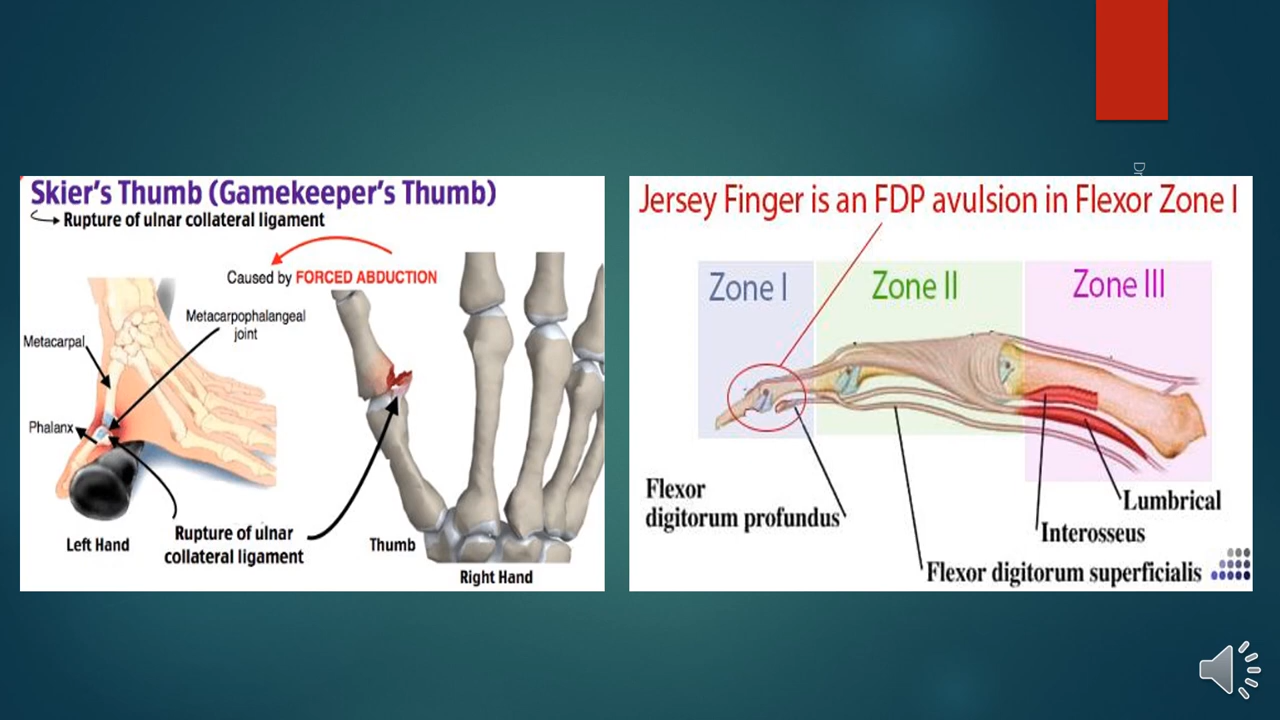 Dr
Skier's Thumb (Gamekeeper's Thumb)
Rupture of ulnar collateral ligament
Caused by FORCED ABDUCTION
Metacarpophalangeal
joint
Metacarpal
Phalanx
Rupture of ulnar
collateral ligament
Left Hand
Thumb
Right Hand
Jersey Finger is an FDP avulsion in Flexor Zone I
Zone I
Zone II
Zone III
Flexor
digitorum profundus
Lumbrical
Interosseus
Flexor digitorum superficialis